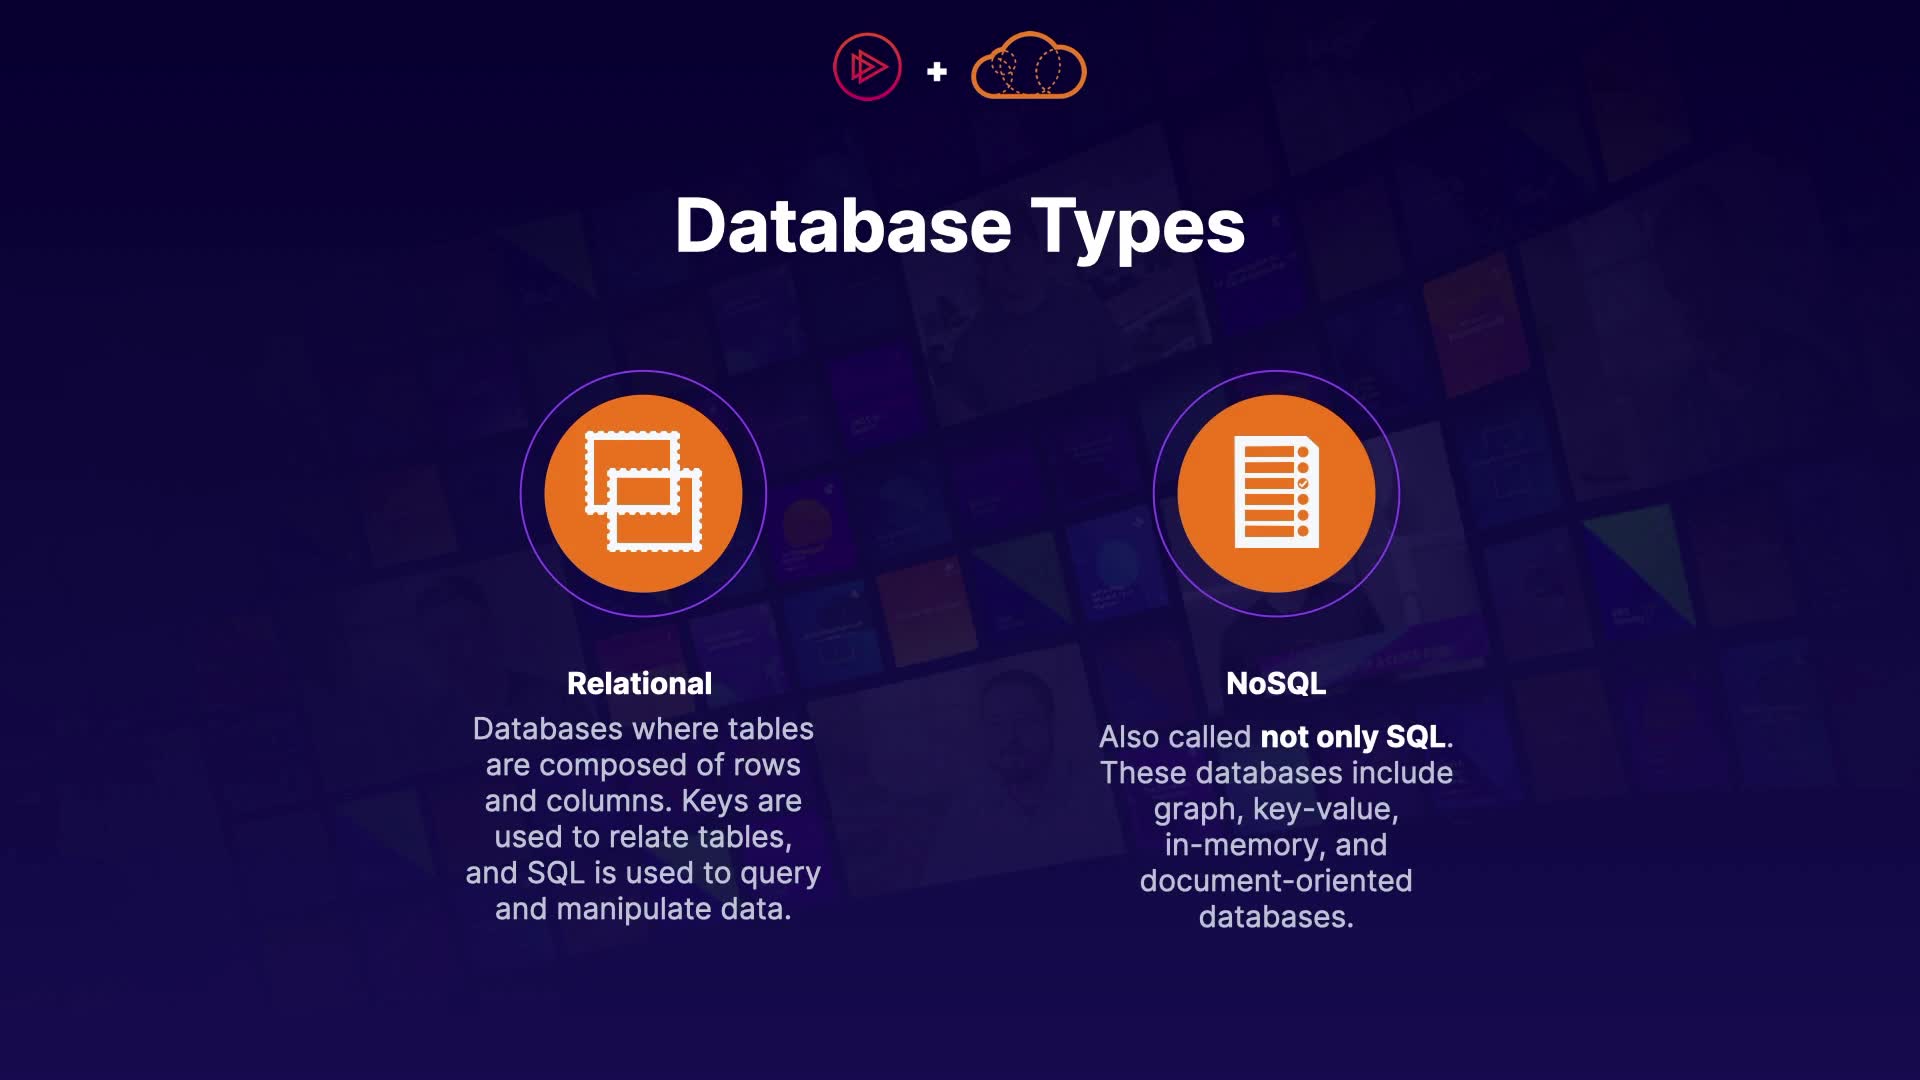 Database Types
Relational
Databases where tables
are composed of rows
and columns. Keys are
used to relate tables,
and SQL is used to query
and manipulate data.
NoSQL
Also called not only SQL.
These databases include
graph, key-value,
in-memory, and
document-oriented
databases.